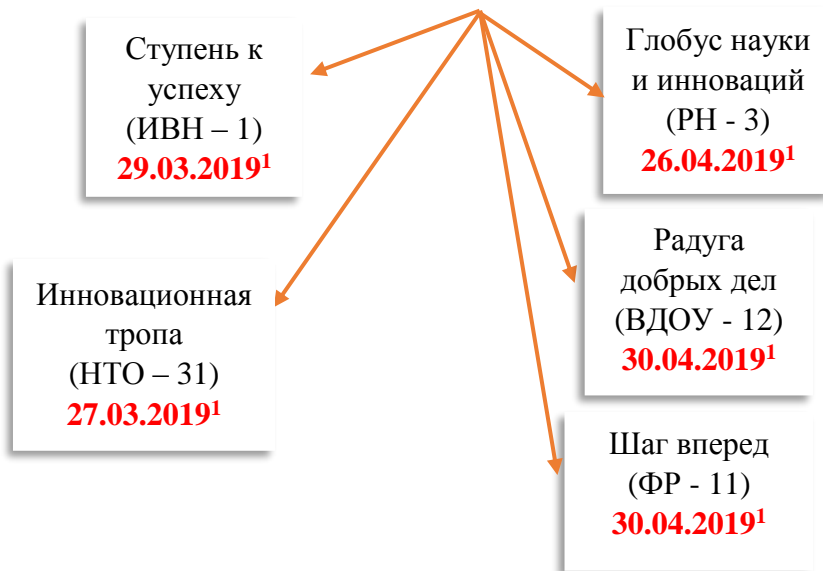 Ступень к
успеху
(ИВН – 1)
29.03.2019¹
Глобус науки
и инноваций
(РН - 3)
26.04.2019¹
Инновационная
тропа
(НТО – 31)
27.03.2019¹
Радуга
добрых дел
(ВДОУ - 12)
30.04.2019¹
Шаг вперед
(ФР - 11)
30.04.2019¹